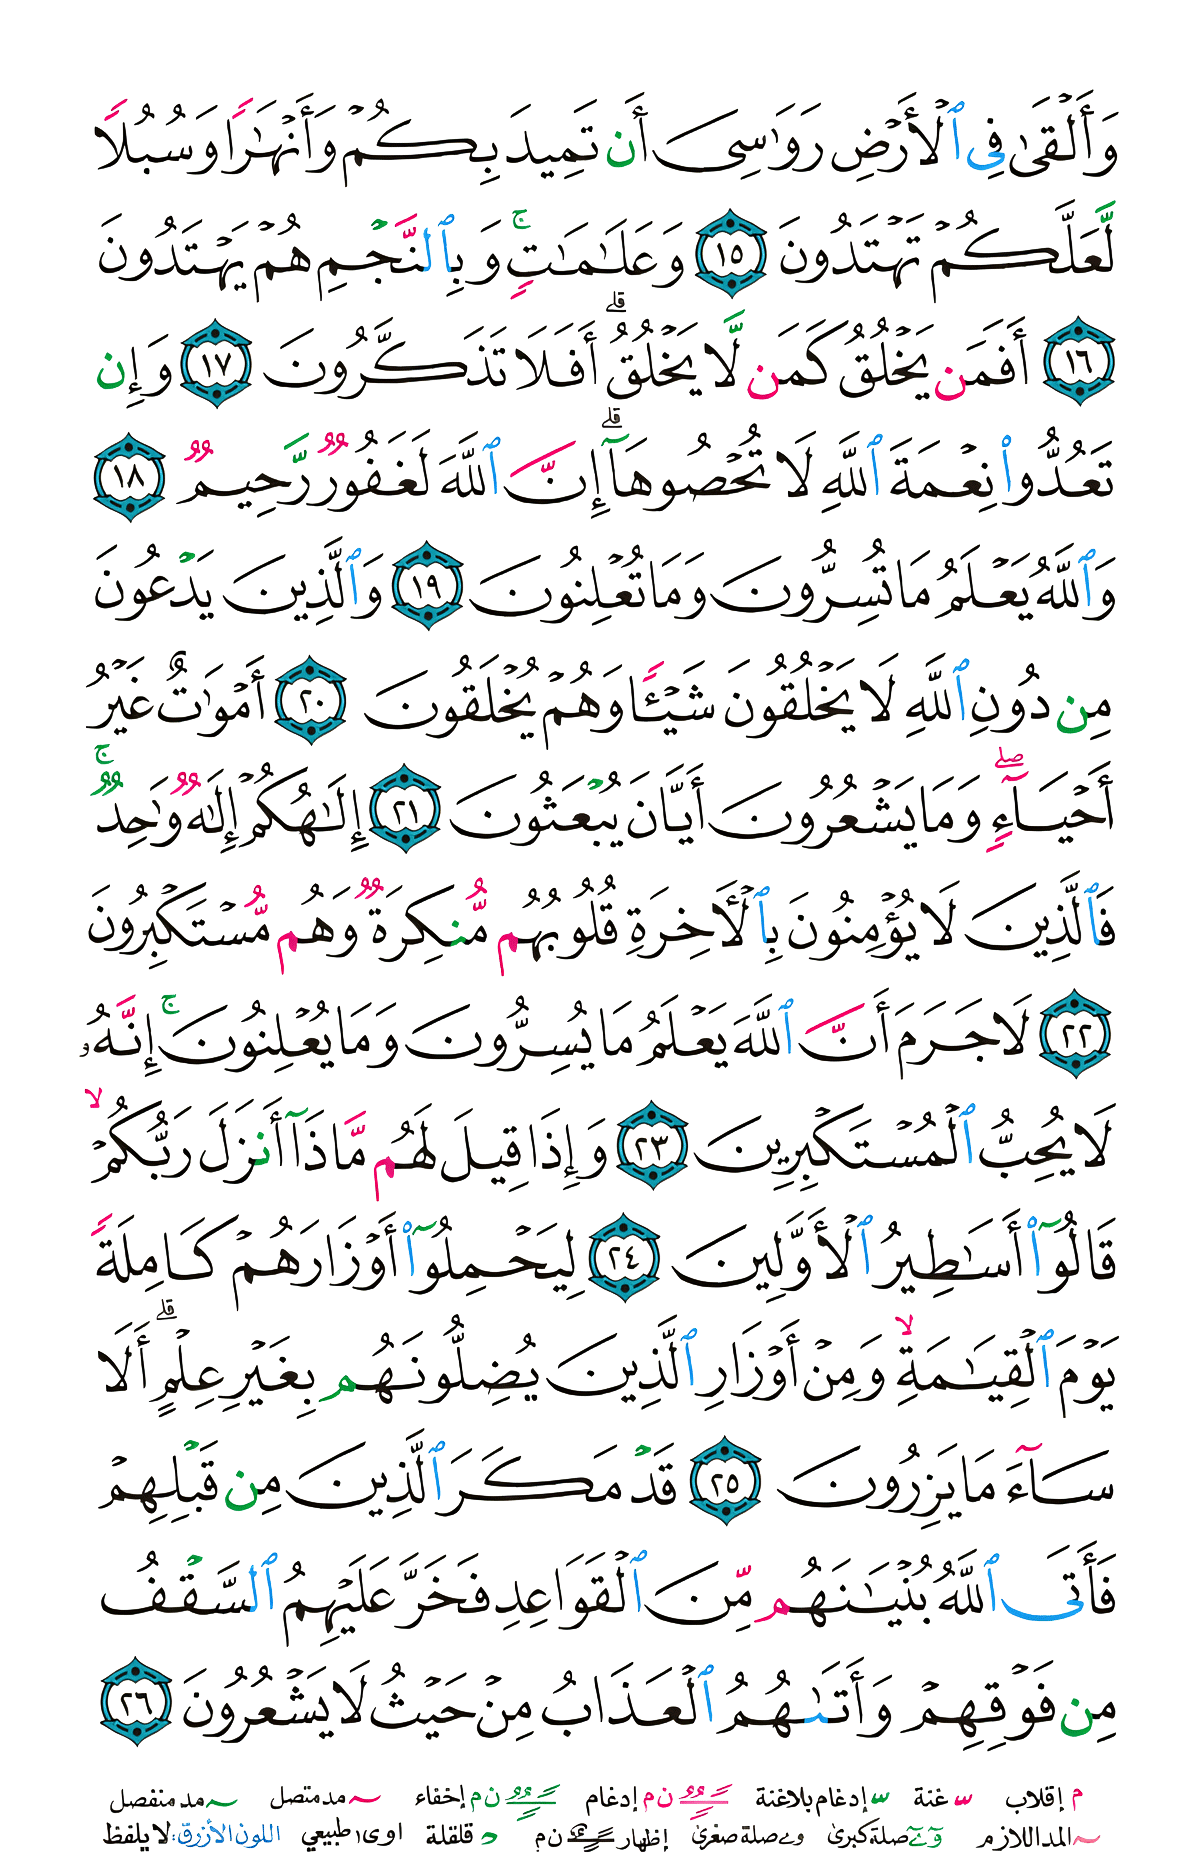 وَأَلْقَىٰ فِى ٱلْأَرْضِ رَوَٰسِىَ أَن تَمِيدَ بِكُمْ وَأَنْهَٰرًا وَسُبُلًا
لَّعَلَّكُمْ تَهْتَدُونَ ١٥ وَعَلَٰمَٰتٍ ۚ وَبِٱلنَّجْمِ هُمْ يَهْتَدُونَ
١٦ أَفَمَن يَخْلُقُ كَمَن لَّا يَخْلُقُ ۗ أَفَلَا تَذَكَّرُونَ ١٧ وَإِن
تَعُدُّوا۟ نِعْمَةَ ٱللَّهِ لَا تُحْصُوهَآ ۗ إِنَّ ٱللَّهَ لَغَفُورٌ رَّحِيمٌ ١٨
وَٱللَّهُ يَعْلَمُ مَا تُسِرُّونَ وَمَا تُعْلِنُونَ ١٩ وَٱلَّذِينَ يَدْعُونَ
مِن دُونِ ٱللَّهِ لَا يَخْلُقُونَ شَيْـًٔا وَهُمْ يُخْلَقُونَ ٢٠ أَمْوَٰتٌ غَيْرُ
أَحْيَآءٍ ۖ وَمَا يَشْعُرُونَ أَيَّانَ يُبْعَثُونَ ٢١ إِلَٰهُكُمْ إِلَٰهٌ وَٰحِدٌ ۚ
فَٱلَّذِينَ لَا يُؤْمِنُونَ بِٱلْـَٔاخِرَةِ قُلُوبُهُم مُّنكِرَةٌ وَهُم مُّسْتَكْبِرُونَ
٢٢ لَا جَرَمَ أَنَّ ٱللَّهَ يَعْلَمُ مَا يُسِرُّونَ وَمَا يُعْلِنُونَ ۚ إِنَّهُۥ
لَا يُحِبُّ ٱلْمُسْتَكْبِرِينَ ٢٣ وَإِذَا قِيلَ لَهُم مَّاذَآ أَنزَلَ رَبُّكُمْ ۙ
قَالُوٓا۟ أَسَٰطِيرُ ٱلْأَوَّلِينَ ٢٤ لِيَحْمِلُوٓا۟ أَوْزَارَهُمْ كَامِلَةً
يَوْمَ ٱلْقِيَٰمَةِ ۙ وَمِنْ أَوْزَارِ ٱلَّذِينَ يُضِلُّونَهُم بِغَيْرِ عِلْمٍ ۗ أَلَا
سَآءَ مَا يَزِرُونَ ٢٥ قَدْ مَكَرَ ٱلَّذِينَ مِن قَبْلِهِمْ
فَأَتَى ٱللَّهُ بُنْيَٰنَهُم مِّنَ ٱلْقَوَاعِدِ فَخَرَّ عَلَيْهِمُ ٱلسَّقْفُ
مِن فَوْقِهِمْ وَأَتَىٰهُمُ ٱلْعَذَابُ مِنْ حَيْثُ لَا يَشْعُرُونَ ٢٦
م إقلاب غنة إدغام بلاغنة ن م إدغام ن م إخفاء مد متصل مد منفصل
المد اللازم صلة كبرى وے صلة صغرى إظهار ن م قلقلة اوى طبيعي اللون الأزرق: لا يلفظ